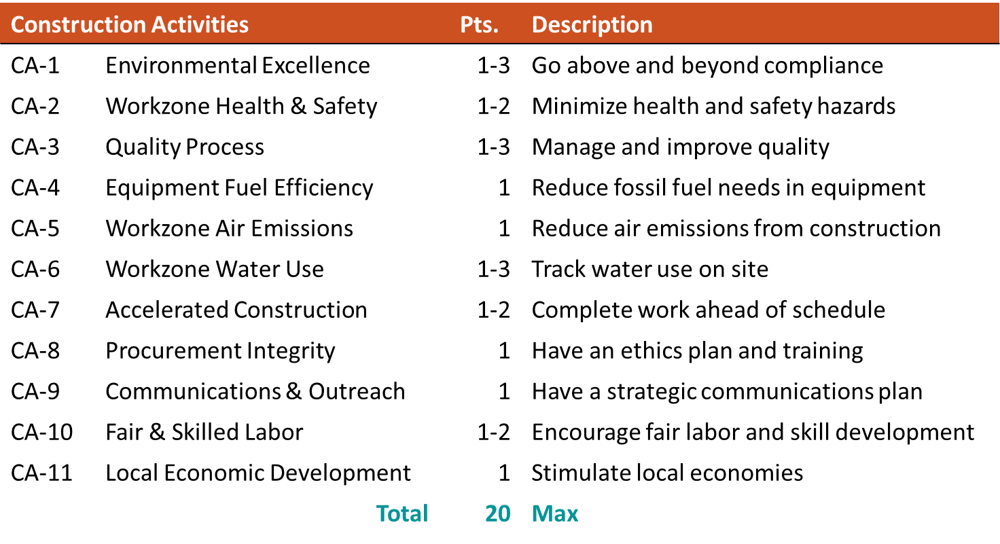 Construction Activities Pts. Description
CA-1 Environmental Excellence 1-3 Go above and beyond compliance
CA-2 Workzone Health & Safety 1-2 Minimize health and safety hazards
CA-3 Quality Process 1-3 Manage and improve quality
CA-4 Equipment Fuel Efficiency 1 Reduce fossil fuel needs in equipment
CA-5 Workzone Air Emissions 1 Reduce air emissions from construction
CA-6 Workzone Water Use 1-3 Track water use on site
CA-7 Accelerated Construction 1-2 Complete work ahead of schedule
CA-8 Procurement Integrity 1 Have an ethics plan and training
CA-9 Communications & Outreach 1 Have a strategic communications plan
CA-10 Fair & Skilled Labor 1-2 Encourage fair labor and skill development
CA-11 Local Economic Development 1 Stimulate local economies
Total 20 Max